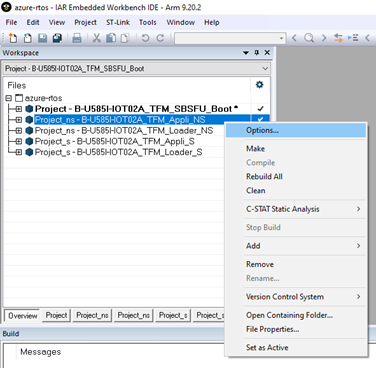 azure-rtos - IAR Embedded Workbench IDE - Arm 9.20.2
File Edit View Project ST-Link Tools Window Help
Workspace
Project - B-U585I-IOT02A_TFM_SBSFU_Boot
Files
azure-rtos
Project - B-U585I-IOT02A_TFM_SBSFU_Boot *
Project_ns - B-U585I-IOT02A_TFM_Appli_NS
Project_ns - B-U585I-IOT02A_TFM_Loader_NS
Project_s - B-U585I-IOT02A_TFM_Appli_S
Project_s - B-U585I-IOT02A_TFM_Loader_S
Options...
Make
Compile
Rebuild All
Clean
C-STAT Static Analysis
Stop Build
Add
Remove
Rename...
Version Control System
Open Containing Folder...
File Properties...
Set as Active
Overview Project Project_ns Project_ns Project_s Project_s
Build
Messages